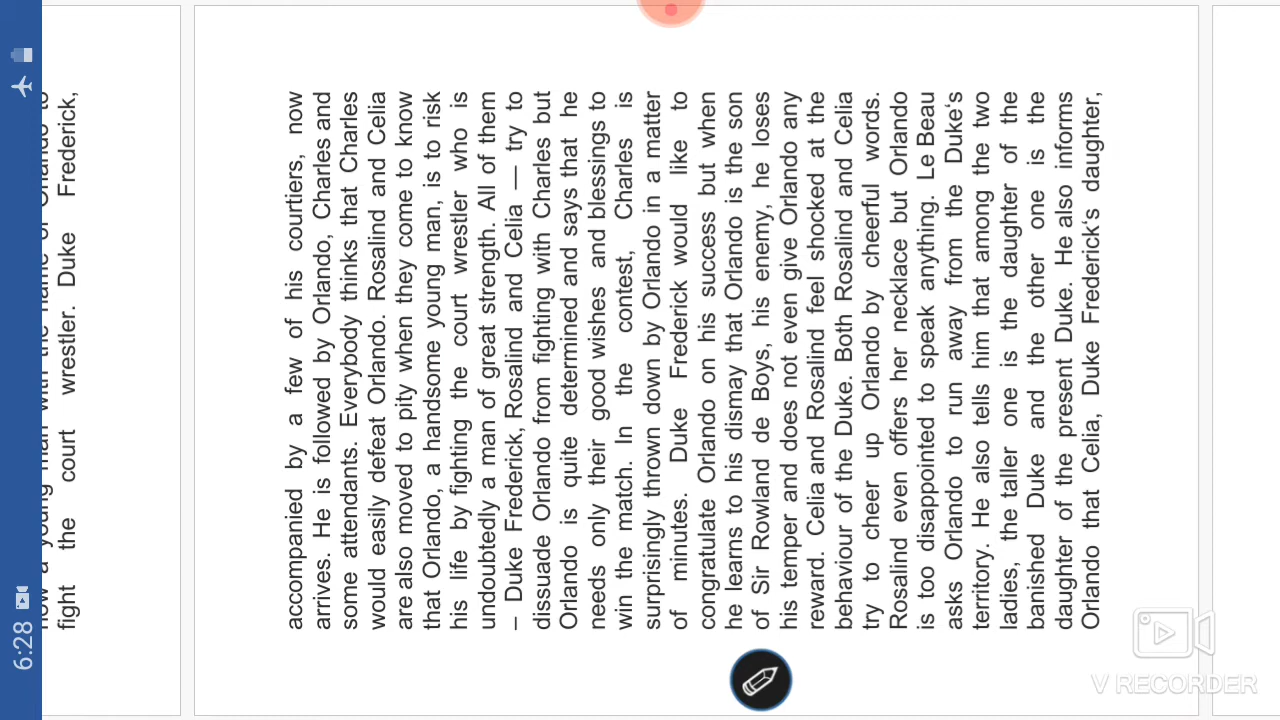 6:28
now a young man with the name of Orlando to
fight the court wrestler. Duke Frederick,
accompanied by a few of his courtiers, now
arrives. He is followed by Orlando, Charles and
some attendants. Everybody thinks that Charles
would easily defeat Orlando. Rosalind and Celia
are also moved to pity when they come to know
that Orlando, a handsome young man, is to risk
his life by fighting the court wrestler who is
undoubtedly a man of great strength. All of them
– Duke Frederick, Rosalind and Celia — try to
dissuade Orlando from fighting with Charles but
Orlando is quite determined and says that he
needs only their good wishes and blessings to
win the match. In the contest, Charles is
surprisingly thrown down by Orlando in a matter
of minutes. Duke Frederick would like to
congratulate Orlando on his success but when
he learns to his dismay that Orlando is the son
of Sir Rowland de Boys, his enemy, he loses
his temper and does not even give Orlando any
reward. Celia and Rosalind feel shocked at the
behaviour of the Duke. Both Rosalind and Celia
try to cheer up Orlando by cheerful words.
Rosalind even offers her necklace but Orlando
is too disappointed to speak anything. Le Beau
asks Orlando to run away from the Duke‘s
territory. He also tells him that among the two
ladies, the taller one is the daughter of the
banished Duke and the other one is the
daughter of the present Duke. He also informs
Orlando that Celia, Duke Frederick‘s daughter,
V RECORDER